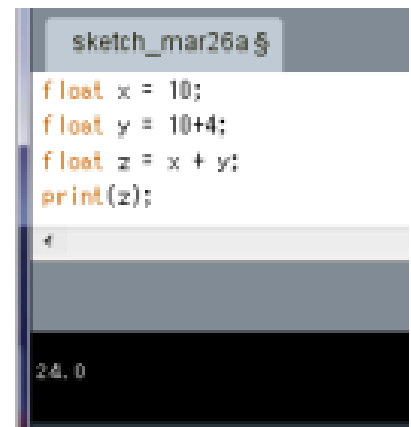 sketch_mar26a §
float x = 10;
float y = 10+4;
float z = x + y;
print(z);
24.0